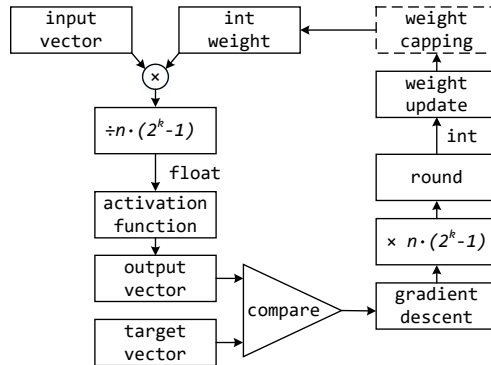 input
vector
int
weight
weight
capping
×
÷n·(2^k-1)
float
activation
function
output
vector
target
vector
compare
gradient
descent
× n·(2^k-1)
round
int
weight
update